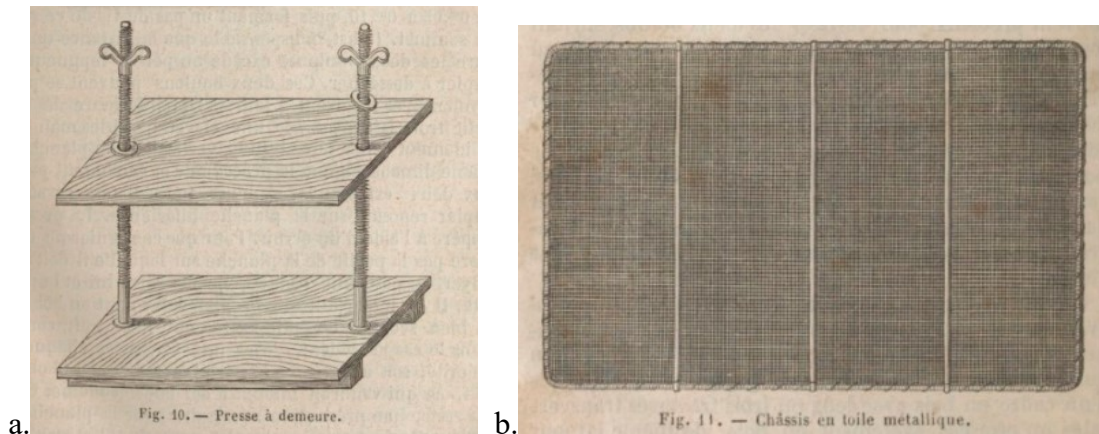 Fig. 10. — Presse à demeure.
a.
Fig. 11. — Châssis en toile métallique.
b.